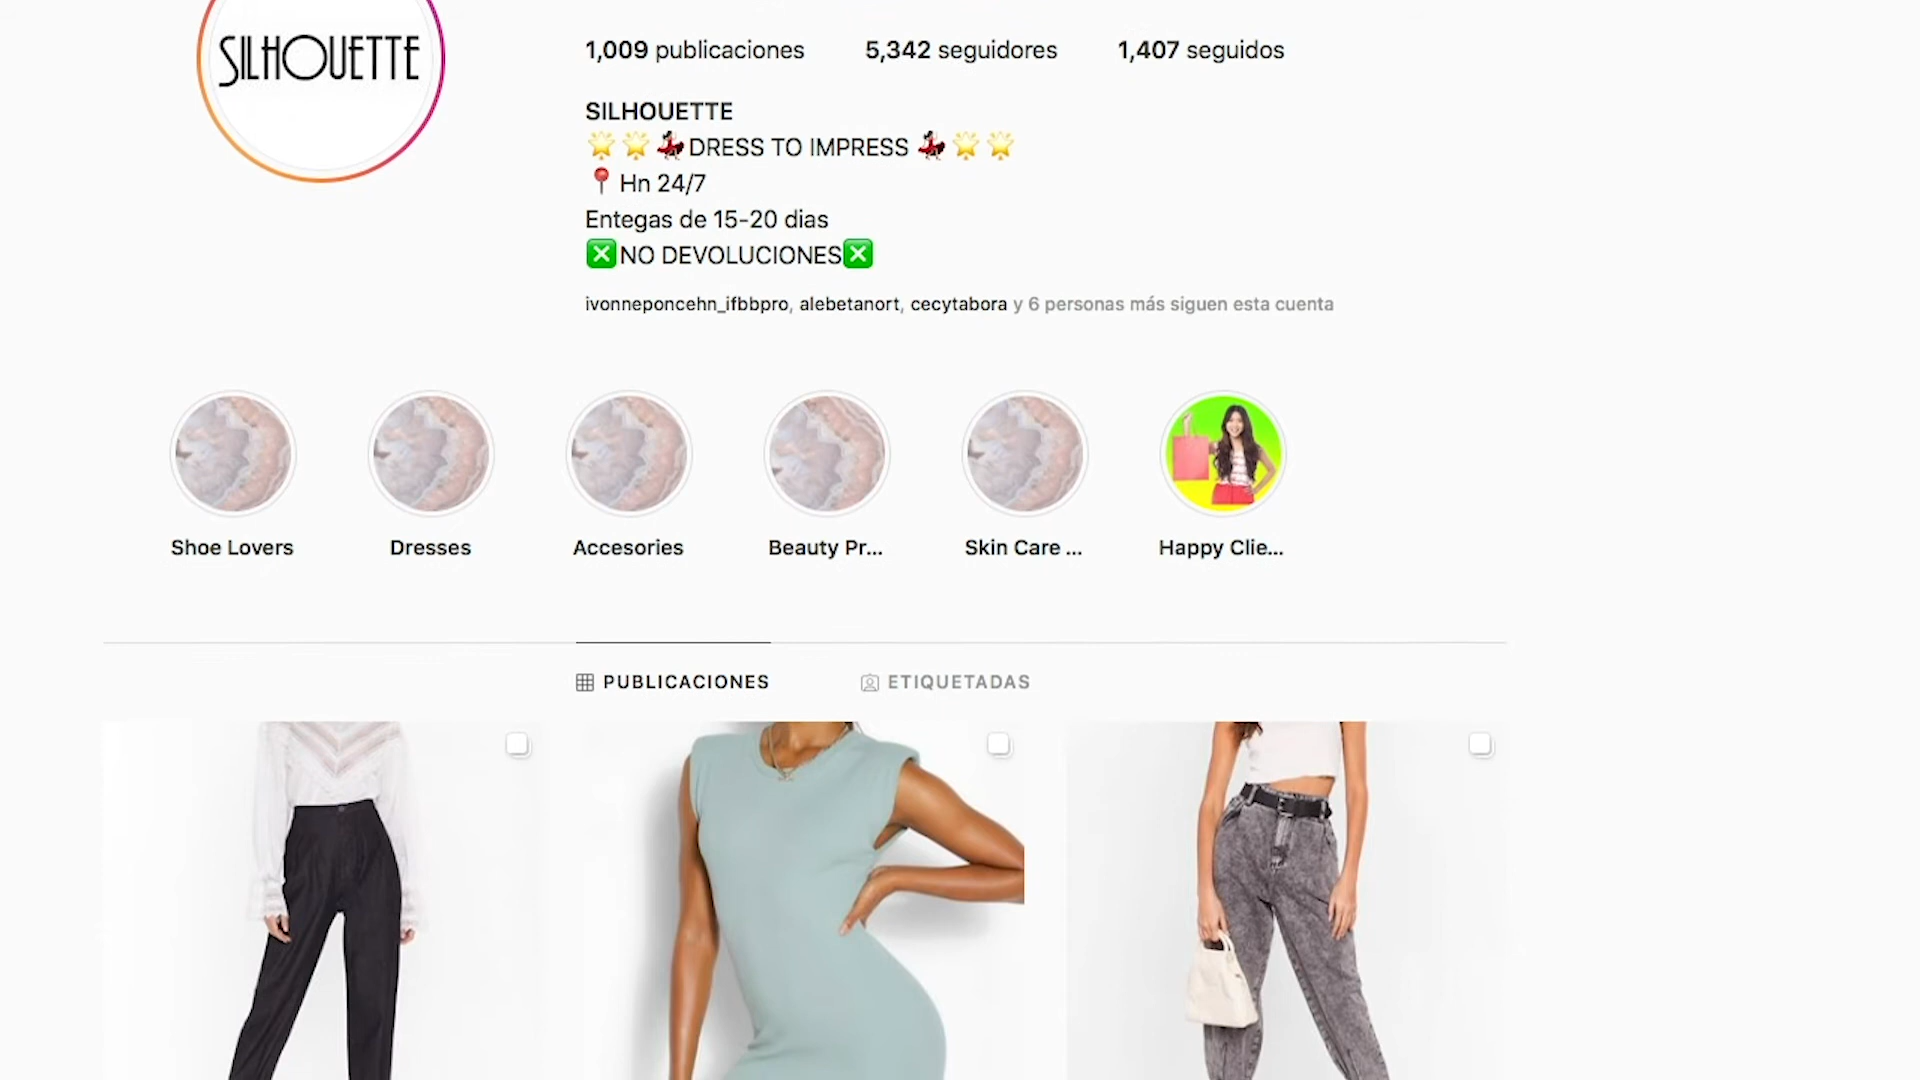 SILHOUETTE
1,009 publicaciones 5,342 seguidores 1,407 seguidos
SILHOUETTE
🌟🌟💃DRESS TO IMPRESS💃🌟🌟
📍Hn 24/7
Entegas de 15-20 dias
❎NO DEVOLUCIONES❎
ivonneponcehn_ifbbpro, alebetanort, cecytabora y 6 personas más siguen esta cuenta
Shoe Lovers Dresses Accesories Beauty Pr... Skin Care ... Happy Clie...
PUBLICACIONES ETIQUETADAS